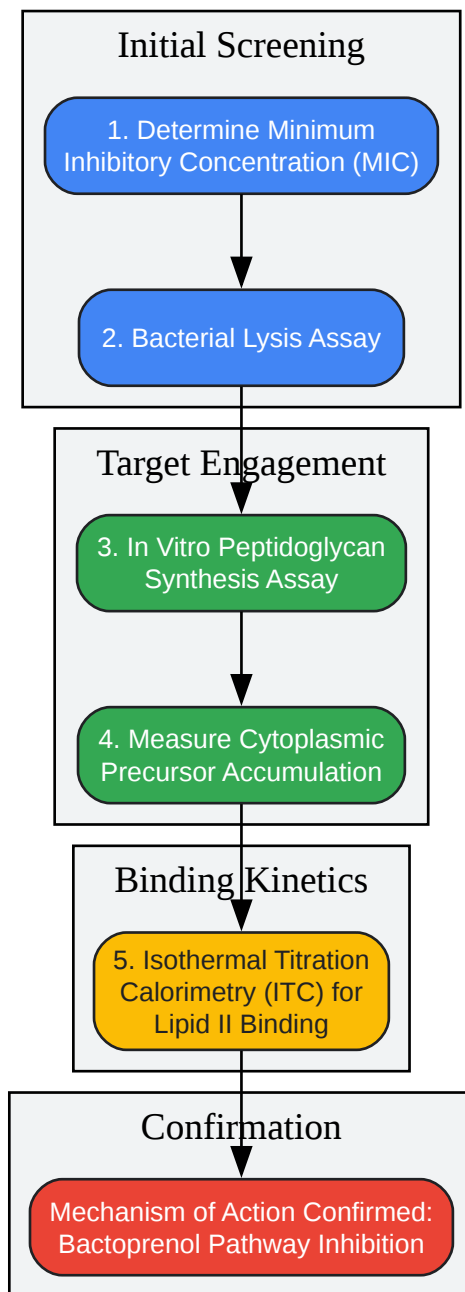 Initial Screening
1. Determine Minimum
Inhibitory Concentration (MIC)
2. Bacterial Lysis Assay
Target Engagement
3. In Vitro Peptidoglycan
Synthesis Assay
4. Measure Cytoplasmic
Precursor Accumulation
Binding Kinetics
5. Isothermal Titration
Calorimetry (ITC) for
Lipid II Binding
Confirmation
Mechanism of Action Confirmed:
Bactoprenol Pathway Inhibition